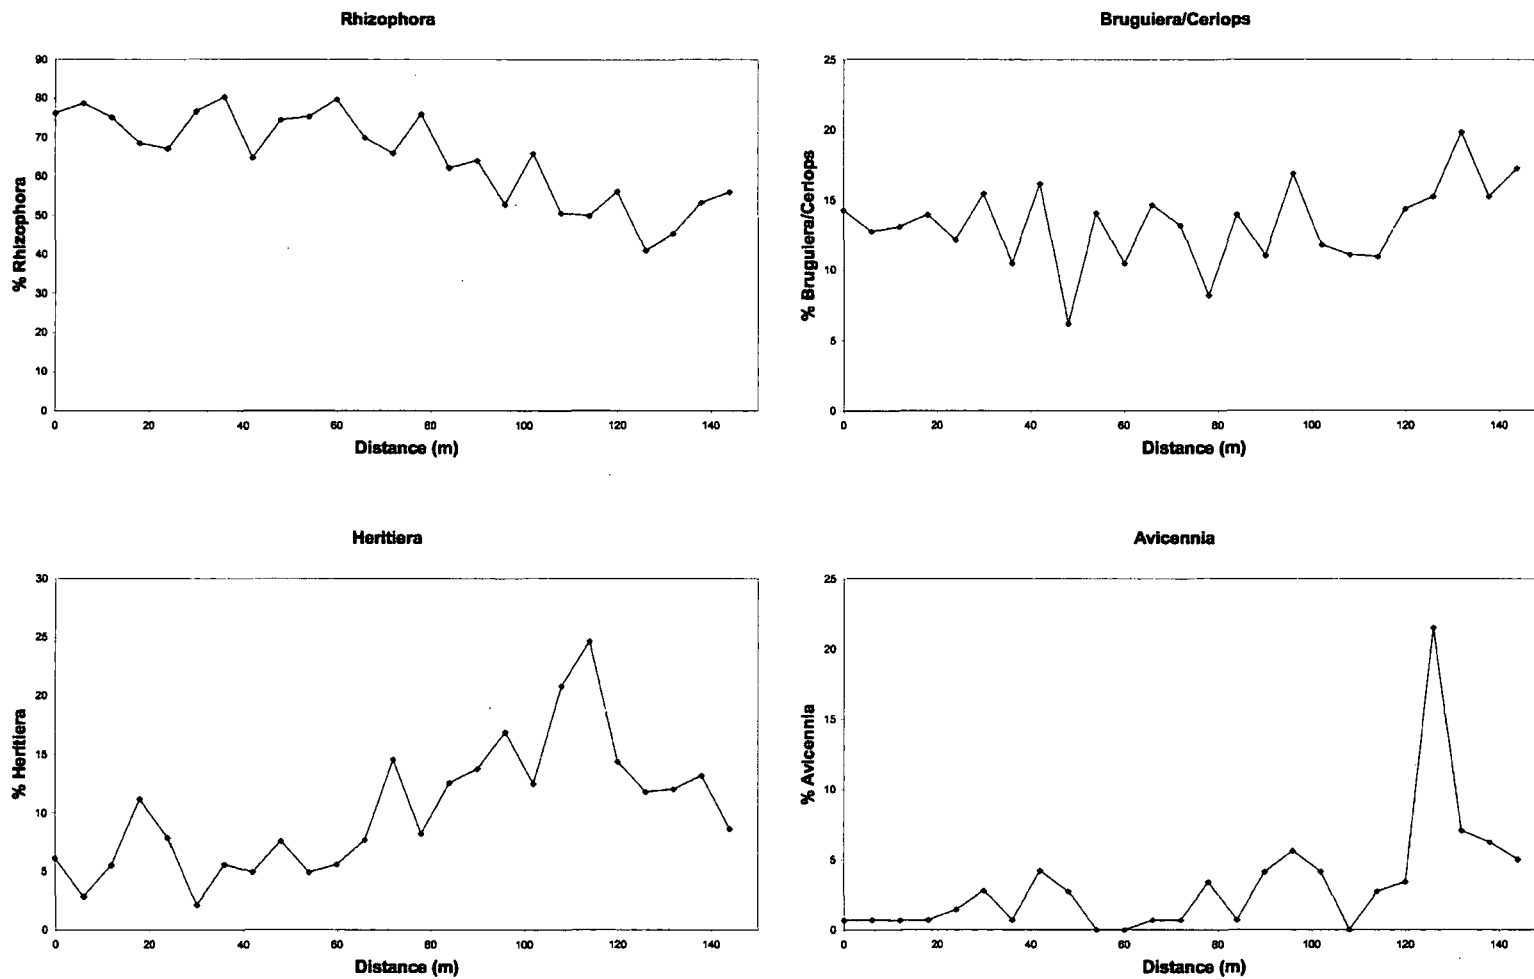 Rhizophora
% Rhizophora
90
80
70
60
50
40
30
20
10
0
0 20 40 60 80 100 120 140
Distance (m)
Bruguiera/Ceriops
% Bruguiera/Ceriops
25
20
15
10
5
0
0 20 40 60 80 100 120 140
Distance (m)
Heritiera
% Heritiera
30
25
20
15
10
5
0
0 20 40 60 80 100 120 140
Distance (m)
Avicennia
% Avicennia
25
20
15
10
5
0
0 20 40 60 80 100 120 140
Distance (m)